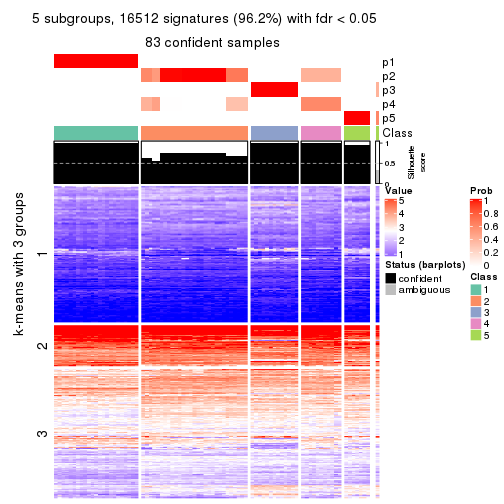 5 subgroups, 16512 signatures (96.2%) with fdr < 0.05
83 confident samples
p1
p2
p3
p4
p5
Class
1
0.5
0
Silhouette
score
k-means with 3 groups
1
2
3
Value
5
4
3
2
1
Status (barplots)
confident
ambiguous
Prob
1
0.8
0.6
0.4
0.2
0
Class
1
2
3
4
5